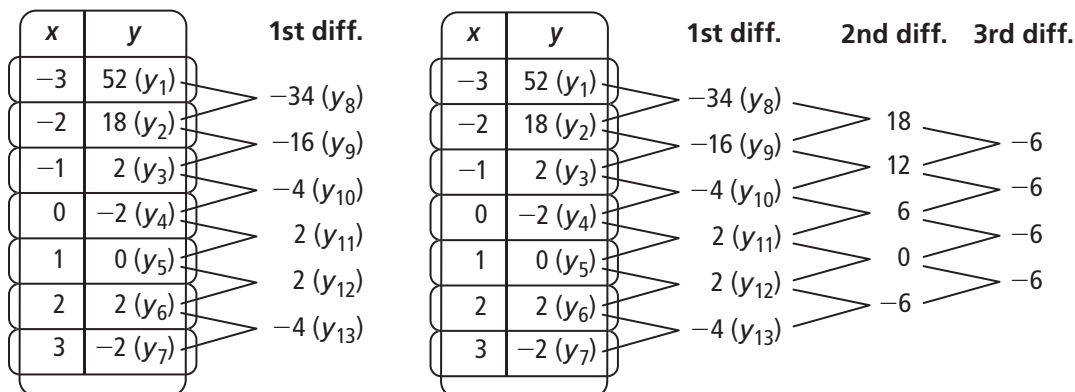 x y 1st diff.
−3 52 (y₁)
−34 (y₈)
−2 18 (y₂)
−16 (y₉)
−1 2 (y₃)
−4 (y₁₀)
0 −2 (y₄)
2 (y₁₁)
1 0 (y₅)
2 (y₁₂)
2 2 (y₆)
−4 (y₁₃)
3 −2 (y₇)
x y 1st diff. 2nd diff. 3rd diff.
−3 52 (y₁)
−34 (y₈)
−2 18 (y₂) 18
−16 (y₉) −6
−1 2 (y₃) 12
−4 (y₁₀) −6
0 −2 (y₄) 6
2 (y₁₁) −6
1 0 (y₅) 0
2 (y₁₂) −6
2 2 (y₆) −6
−4 (y₁₃)
3 −2 (y₇)